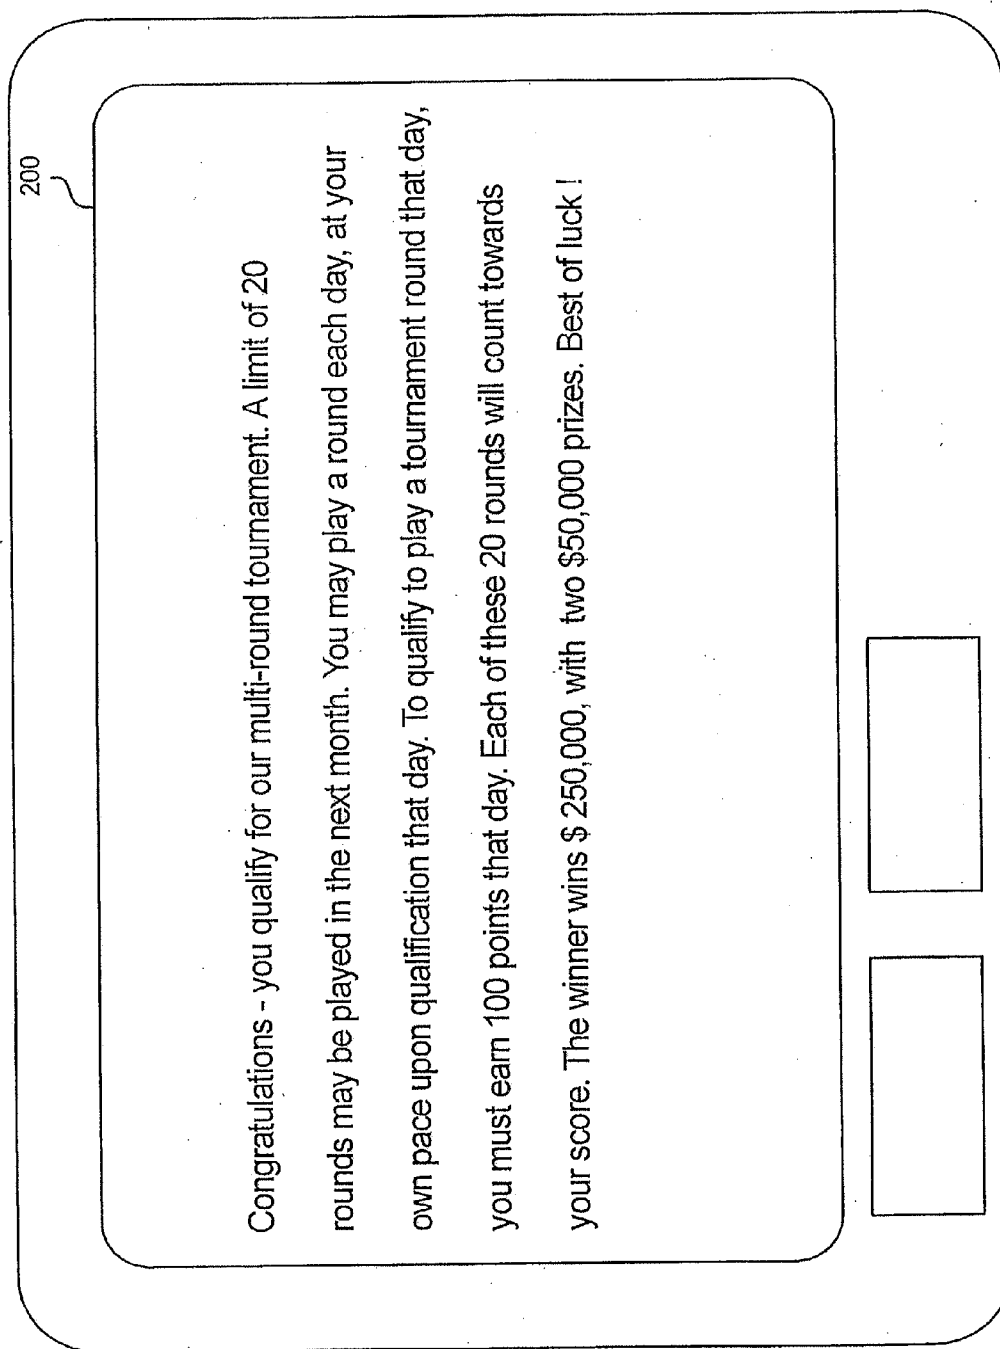 200
Congratulations - you qualify for our multi-round tournament. A limit of 20
rounds may be played in the next month. You may play a round each day, at your
own pace upon qualification that day. To qualify to play a tournament round that day,
you must earn 100 points that day. Each of these 20 rounds will count towards
your score. The winner wins $ 250,000, with two $50,000 prizes. Best of luck !